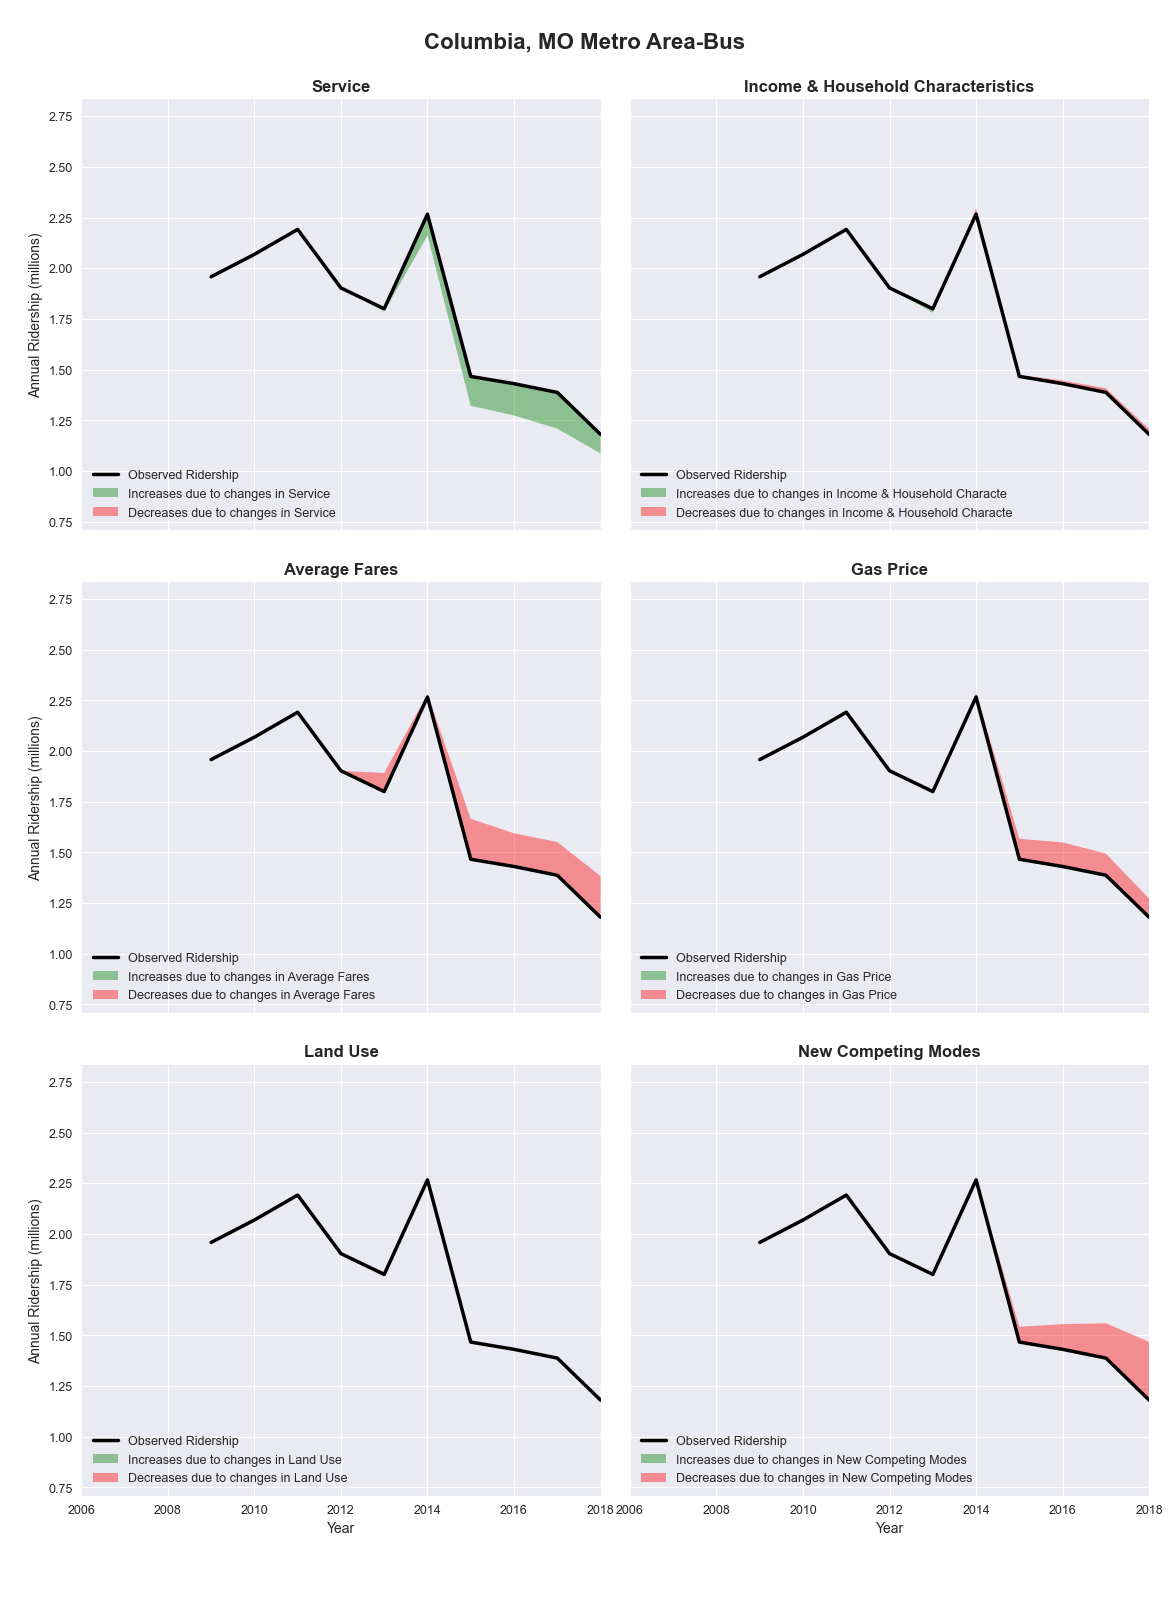 Columbia, MO Metro Area-Bus
Service
Income & Household Characteristics
2.75
2.50
2.25
2.00
1.75
1.50
1.25
1.00
0.75
Annual Ridership (millions)
Observed Ridership
Increases due to changes in Service
Decreases due to changes in Service
Observed Ridership
Increases due to changes in Income & Household Characte
Decreases due to changes in Income & Household Characte
Average Fares
Gas Price
2.75
2.50
2.25
2.00
1.75
1.50
1.25
1.00
0.75
Annual Ridership (millions)
Observed Ridership
Increases due to changes in Average Fares
Decreases due to changes in Average Fares
Observed Ridership
Increases due to changes in Gas Price
Decreases due to changes in Gas Price
Land Use
New Competing Modes
2.75
2.50
2.25
2.00
1.75
1.50
1.25
1.00
0.75
Annual Ridership (millions)
Observed Ridership
Increases due to changes in Land Use
Decreases due to changes in Land Use
Observed Ridership
Increases due to changes in New Competing Modes
Decreases due to changes in New Competing Modes
2006 2008 2010 2012 2014 2016 2018
2006 2008 2010 2012 2014 2016 2018
Year
Year